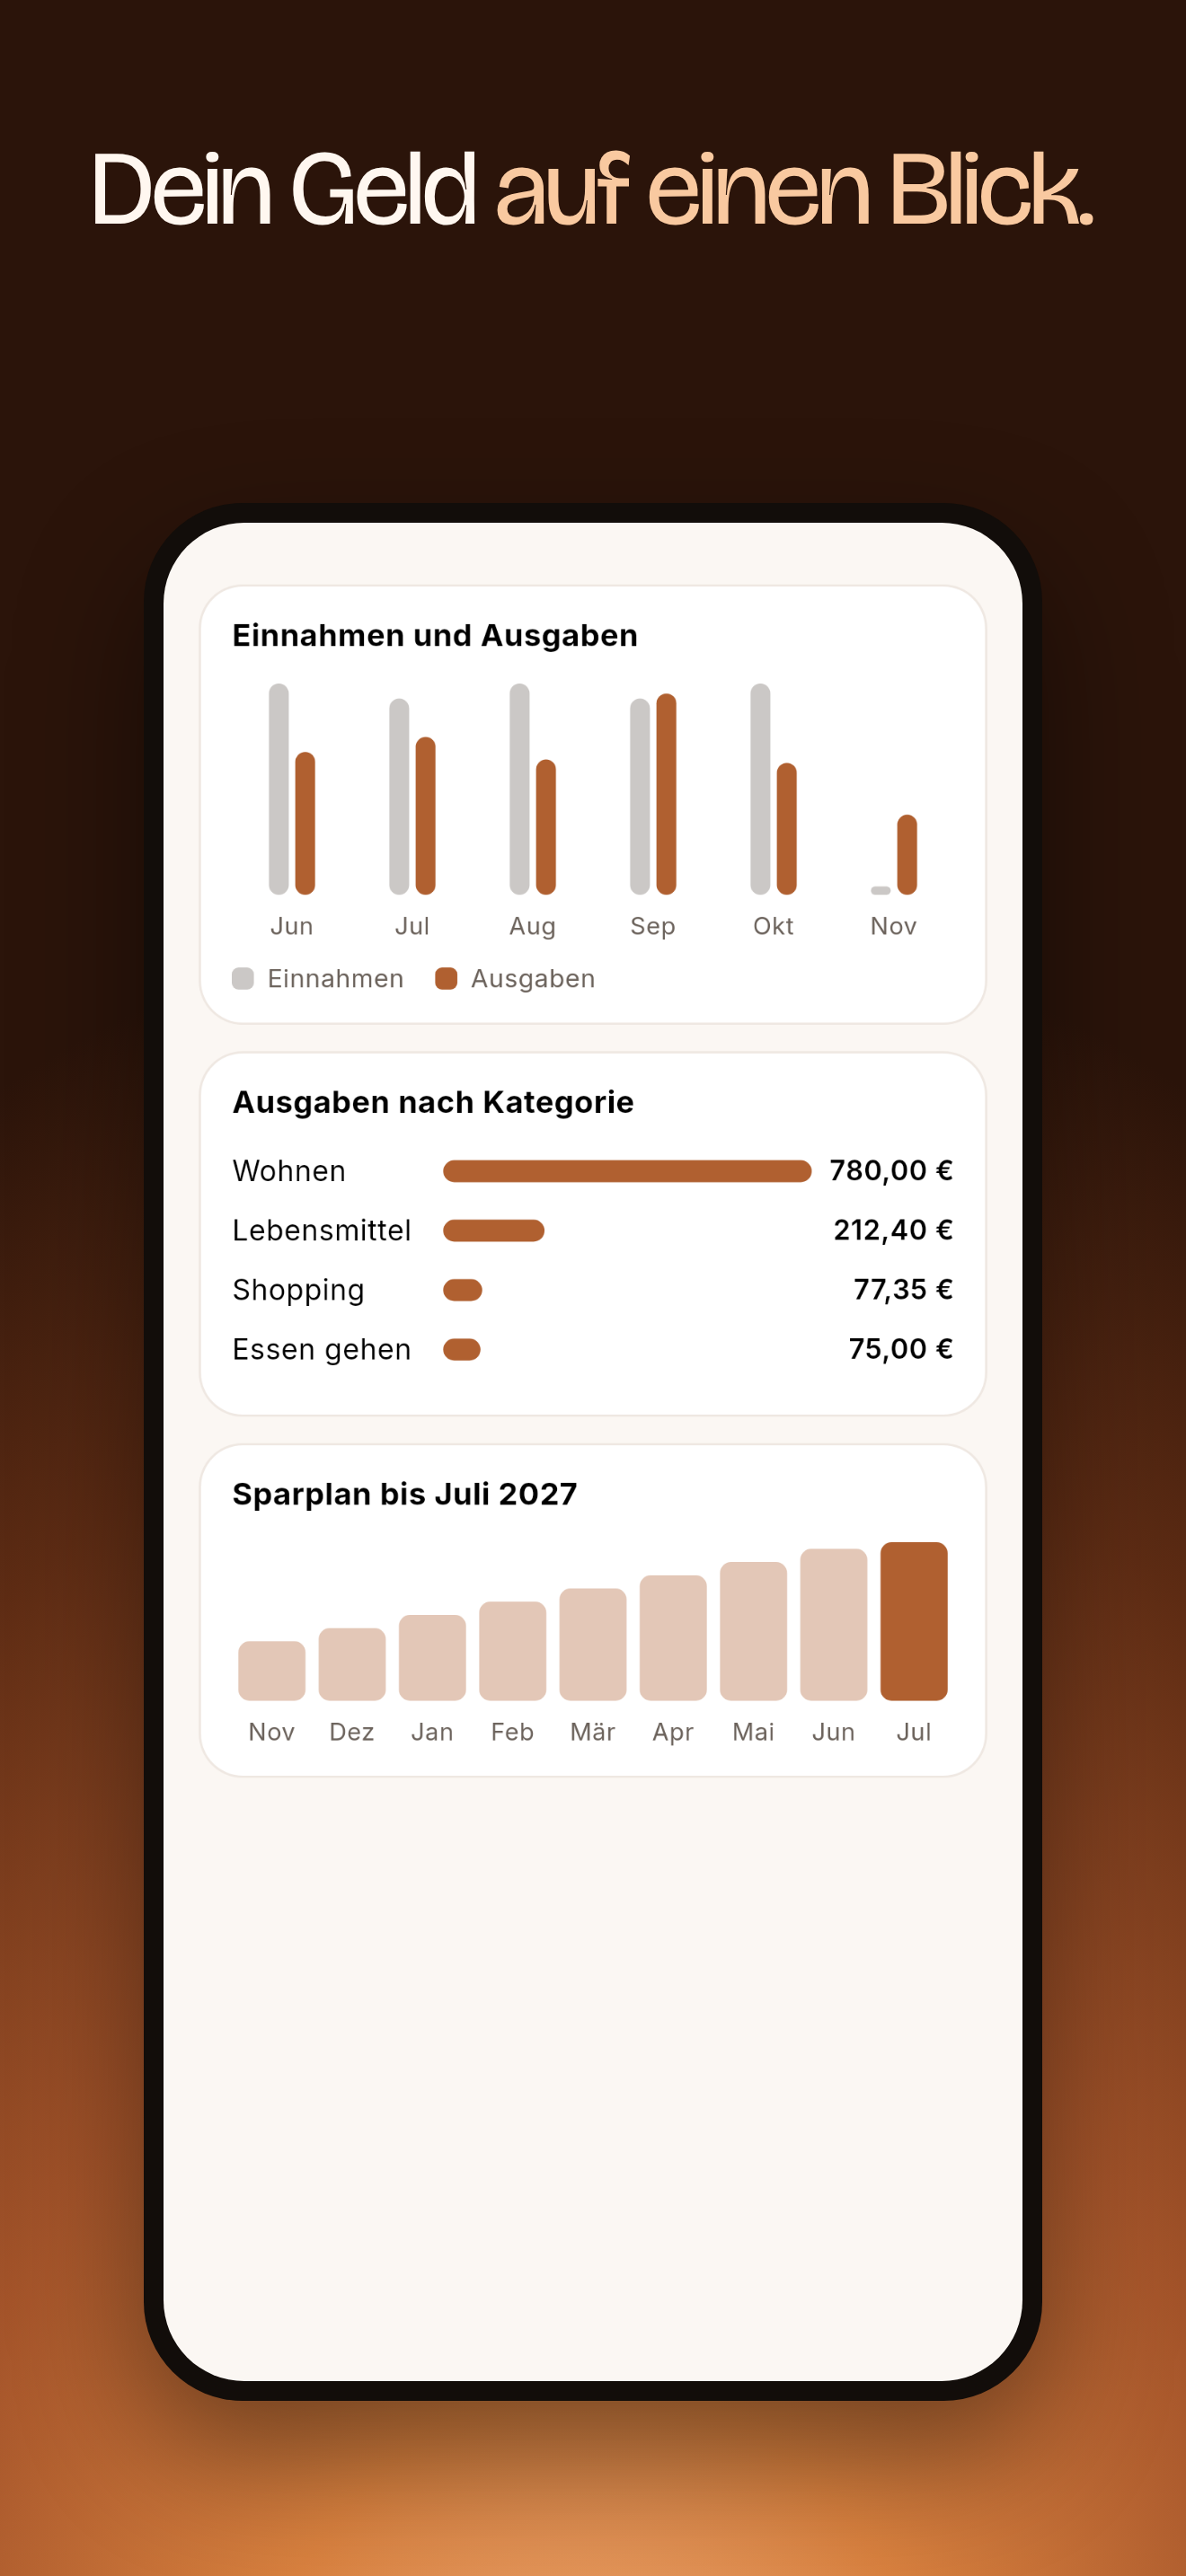 Dein Geld auf einen Blick.
Einnahmen und Ausgaben
Jun Jul Aug Sep Okt Nov
Einnahmen Ausgaben
Ausgaben nach Kategorie
Wohnen 780,00 €
Lebensmittel 212,40 €
Shopping 77,35 €
Essen gehen 75,00 €
Sparplan bis Juli 2027
Nov Dez Jan Feb Mär Apr Mai Jun Jul